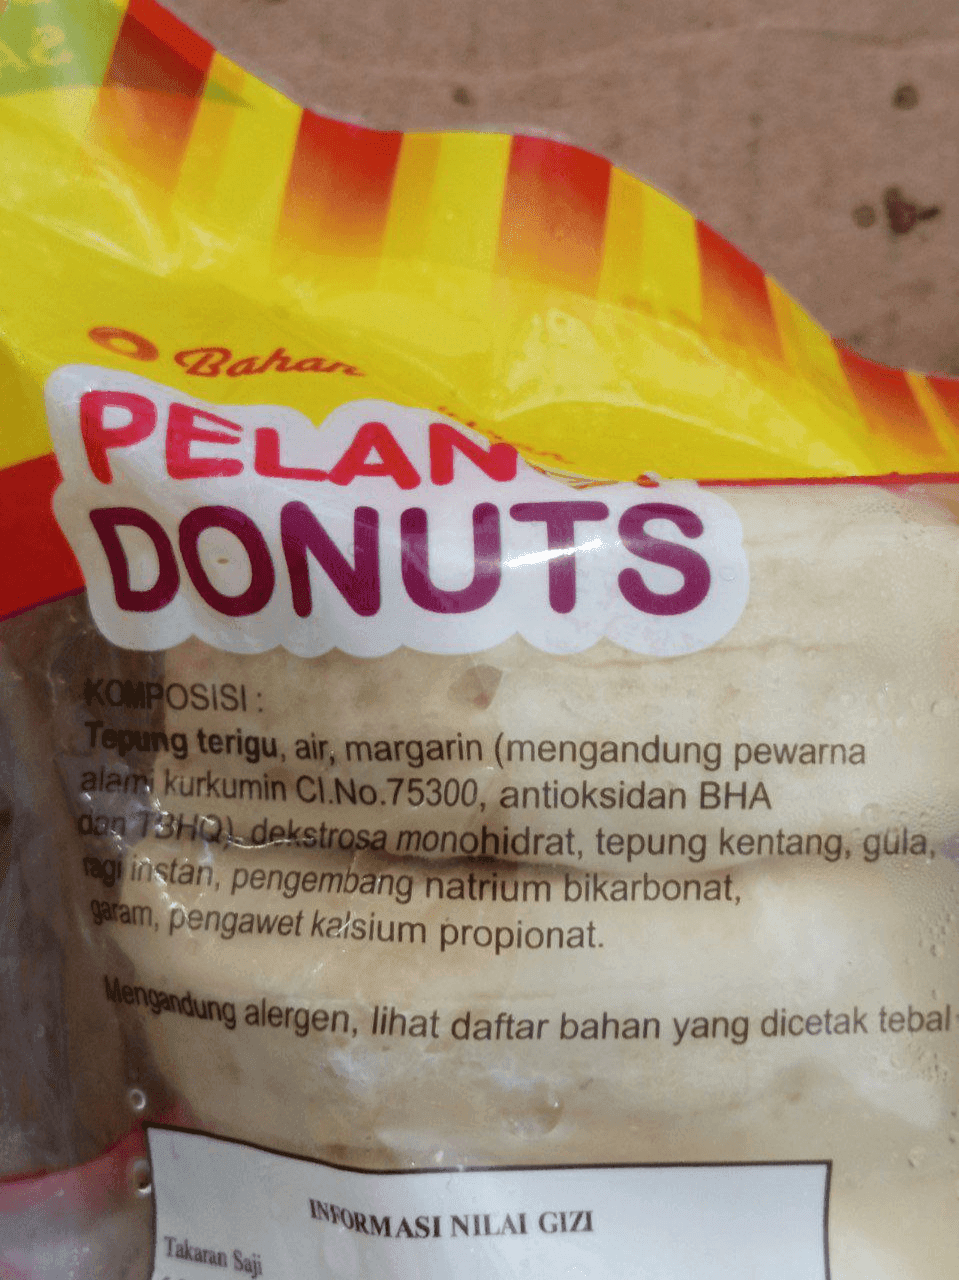 Bahan
PELAN
DONUTS
KOMPOSISI :
Tepung terigu, air, margarin (mengandung pewarna
alami kurkumin CI.No.75300, antioksidan BHA
dan TBHQ), dekstrosa monohidrat, tepung kentang, gula,
ragi instan, pengembang natrium bikarbonat,
garam, pengawet kalsium propionat.
Mengandung alergen, lihat daftar bahan yang dicetak tebal
INFORMASI NILAI GIZI
Takaran Saji